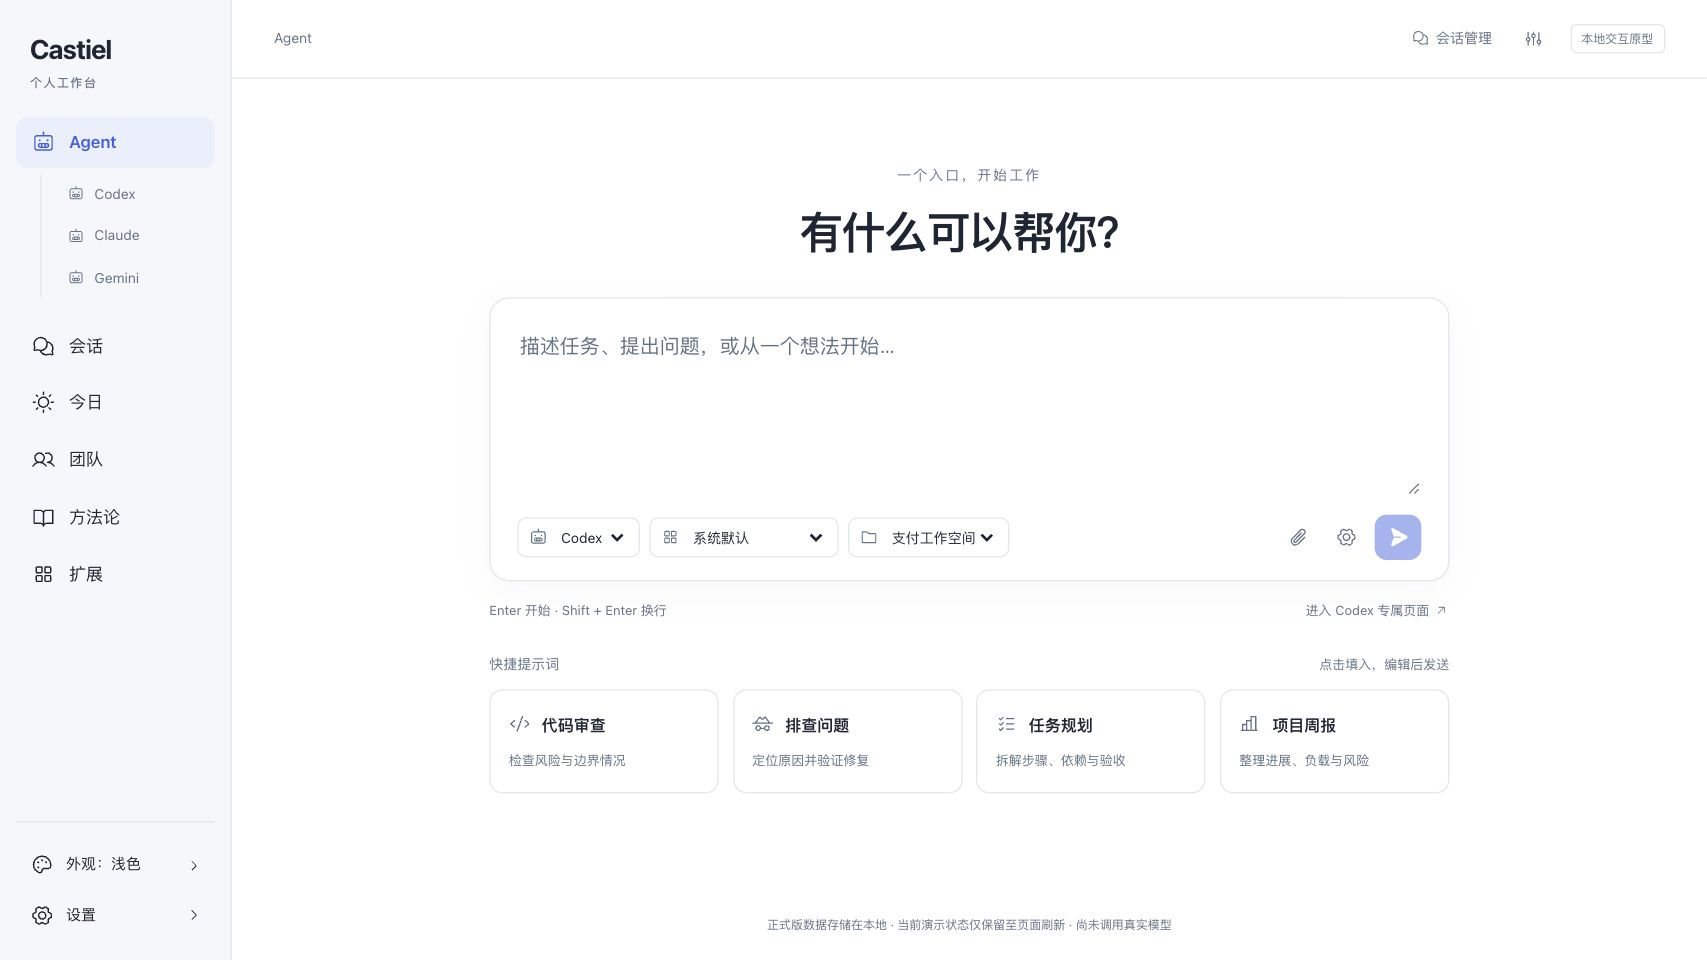 Castiel
个人工作台
Agent
Codex
Claude
Gemini
会话
今日
团队
方法论
扩展
外观：浅色
设置
Agent
会话管理
本地交互原型
一个入口，开始工作
有什么可以帮你?
描述任务、提出问题，或从一个想法开始...
Codex
系统默认
支付工作空间
Enter 开始 · Shift + Enter 换行
进入 Codex 专属页面
快捷提示词
点击填入，编辑后发送
代码审查
检查风险与边界情况
排查问题
定位原因并验证修复
任务规划
拆解步骤、依赖与验收
项目周报
整理进展、负载与风险
正式版数据存储在本地 · 当前演示状态仅保留至页面刷新 · 尚未调用真实模型